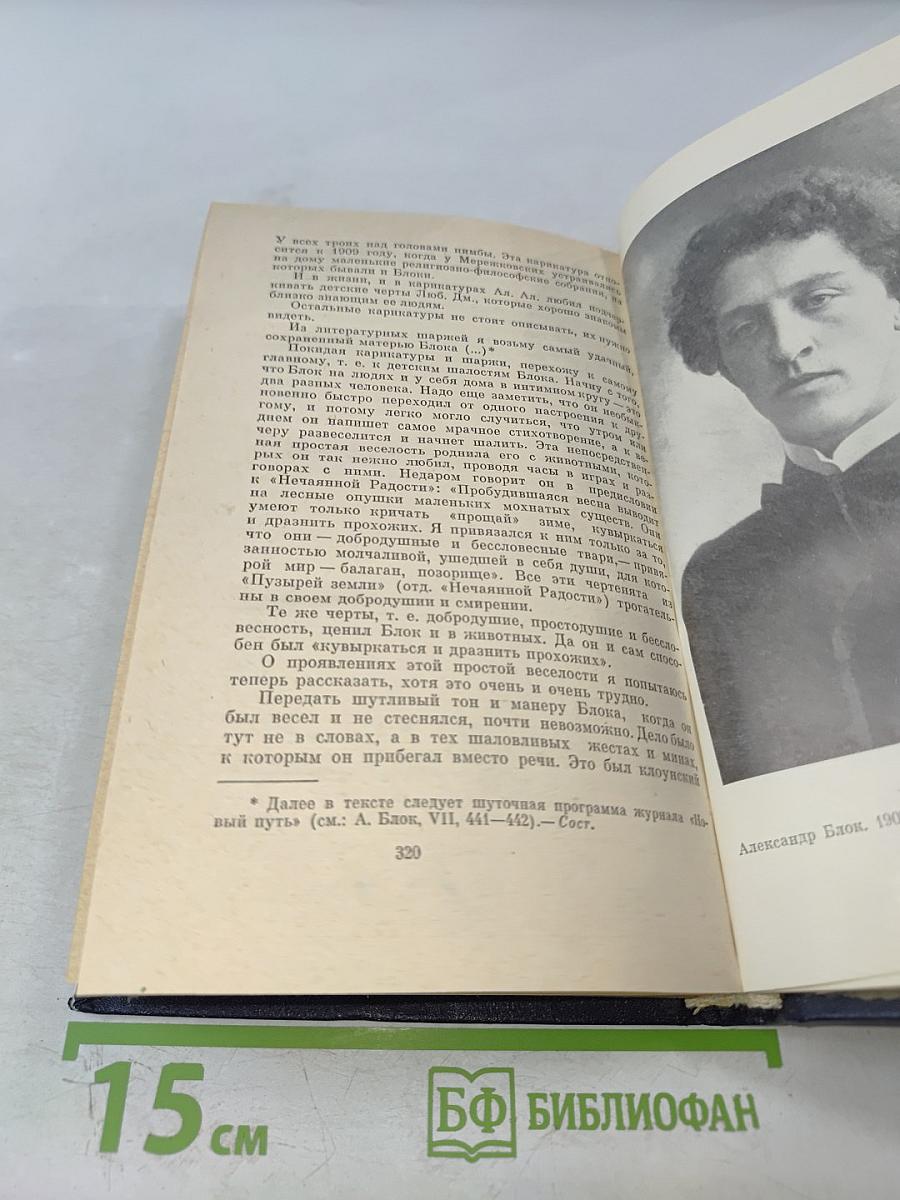 У всех троих над головами нимбы. Эта карикатура отно-
сится к 1909 году, когда у Мережковских устраивались
на дому маленькие религиозно-философские собрания, на
которых бывали и Блоки.
И в жизни, и в карикатурах Ал. Ал. любил подчер-
кивать детские черты Люб. Дм., которые хорошо знакомы
близко знающим ее людям.
Остальные карикатуры не стоит описывать, их нужно
видеть.
Из литературных шаржей я возьму самый удачный,
сохраненный матерью Блока (...)*
Покидая карикатуры и шаржи, перехожу к самому
главному, т. е. к детским шалостям Блока. Начну с того,
что Блок на людях и у себя дома в интимном кругу — это
два разных человека. Надо еще заметить, что он необык-
новенно быстро переходил от одного настроения к дру-
гому, и потому легко могло случиться, что утром или
днем он напишет самое мрачное стихотворение, а к ве-
черу развеселится и начнет шалить. Эта непосредствен-
ная простая веселость роднила его с животными, кото-
рых он так нежно любил, проводя часы в играх и раз-
говорах с ними. Недаром говорит он в предисловии
к «Нечаянной Радости»: «Пробудившаяся весна выводит
на лесные опушки маленьких мохнатых существ. Они
умеют только кричать «прощай» зиме, кувыркаться
и дразнить прохожих. Я привязался к ним только за то,
что они — добродушные и бессловесные твари,— привя-
занностью молчаливой, ушедшей в себя души, для кото-
рой мир — балаган, позорище». Все эти чертенята из
«Пузырей земли» (отд. «Нечаянной Радости») трогатель-
ны в своем добродушии и смирении.
Те же черты, т. е. добродушие, простодушие и бессло-
весность, ценил Блок и в животных. Да он и сам спосо-
бен был «кувыркаться и дразнить прохожих».
О проявлениях этой простой веселости я попытаюсь
теперь рассказать, хотя это очень и очень трудно.
Передать шутливый тон и манеру Блока, когда он
был весел и не стеснялся, почти невозможно. Дело было
тут не в словах, а в тех шаловливых жестах и минах,
к которым он прибегал вместо речи. Это был клоунский
* Далее в тексте следует шуточная программа журнала «Но-
вый путь» (см.: А. Блок, VII, 441—442).— Сост.
320
Александр Блок. 190
15 см
БФ БИБЛИОФАН